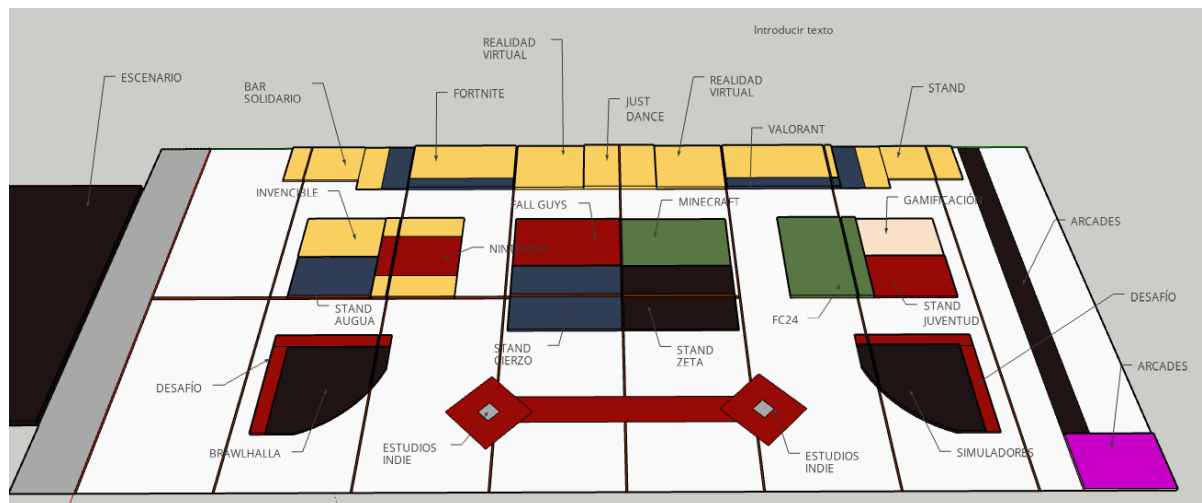 Introducir texto
REALIDAD
VIRTUAL
ESCENARIO
BAR
SOLIDARIO
FORTNITE
JUST
DANCE
REALIDAD
VIRTUAL
STAND
VALORANT
INVENCIBLE
FALL GUYS
MINECRAFT
GAMIFICACIÓN
ARCADES
NINTENDO
STAND
AUGUA
STAND
CIERZO
STAND
ZETA
FC24
STAND
JUVENTUD
DESAFÍO
DESAFÍO
ARCADES
BRAWLHALLA
ESTUDIOS
INDIE
ESTUDIOS
INDIE
SIMULADORES